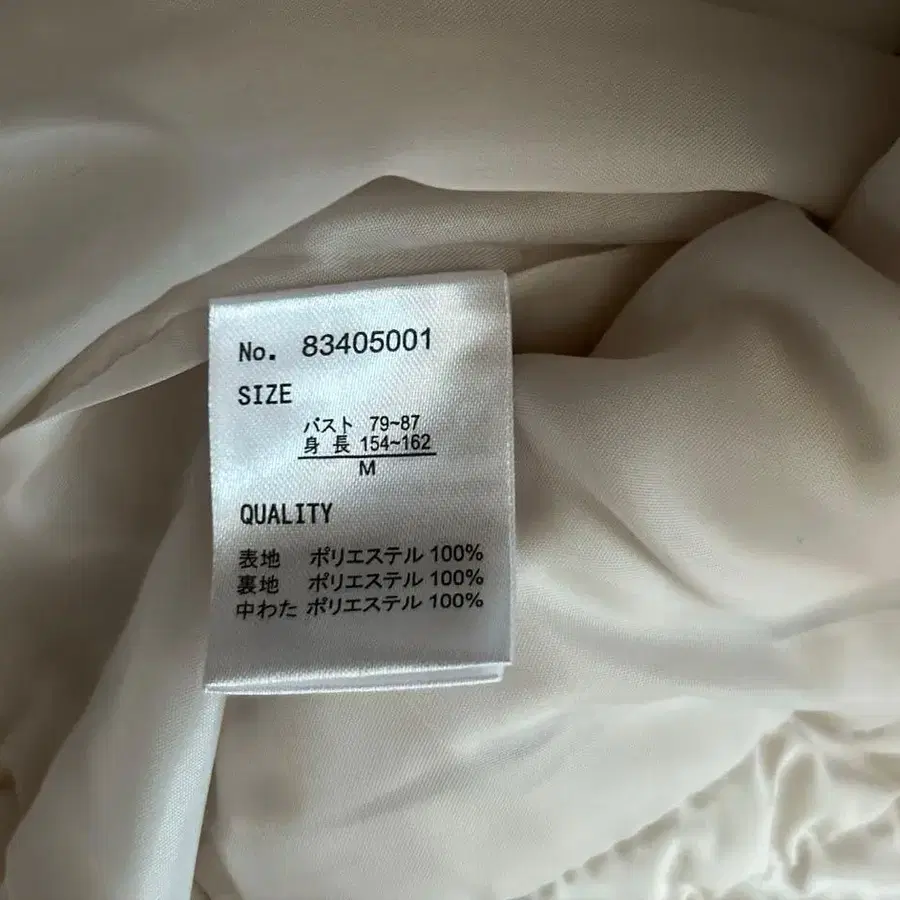 No. 83405001
SIZE
バスト 79~87
身 長 154~162
M
QUALITY
表地 ポリエステル 100%
裏地 ポリエステル 100%
中わた ポリエステル 100%